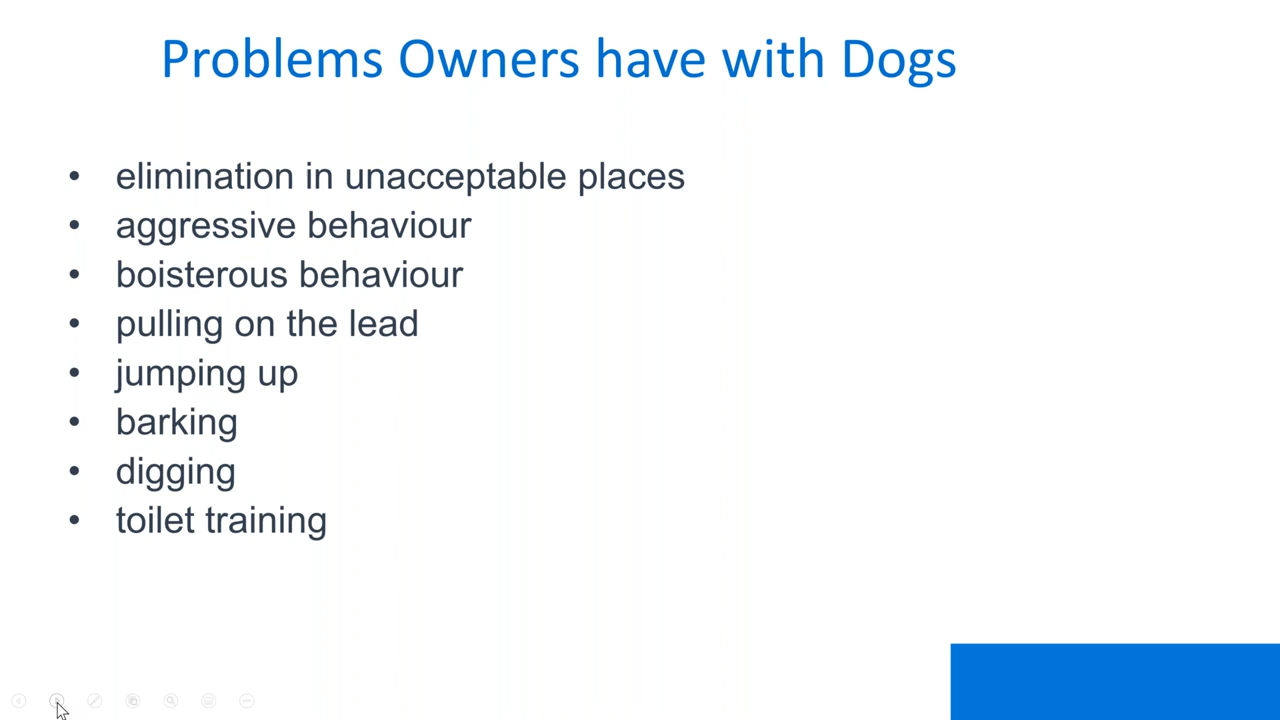 Problems Owners have with Dogs
• elimination in unacceptable places
• aggressive behaviour
• boisterous behaviour
• pulling on the lead
• jumping up
• barking
• digging
• toilet training